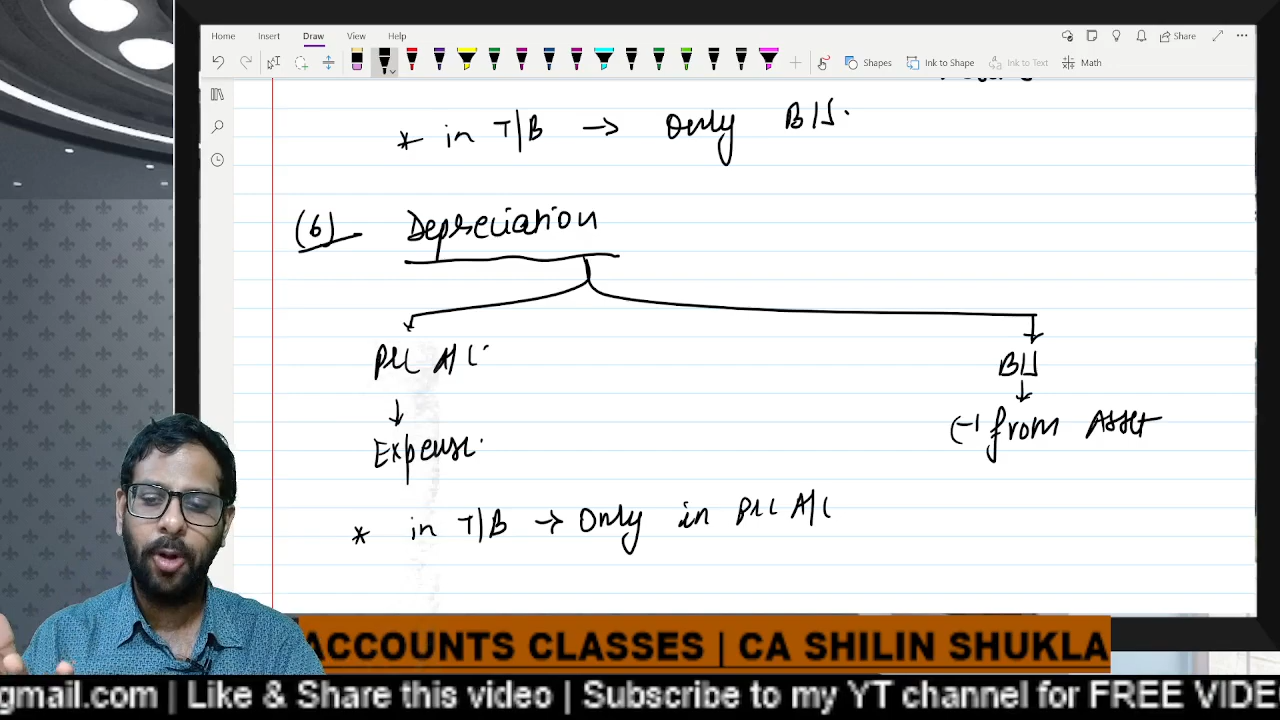 Home Insert Draw View Help Share
Shapes Ink to Shape Ink to Text Math
* in T/B → Only B/S.
(6) Depreciation
P&L A/C B/S
↓ ↓
Expense. (-) from Asset
* in T/B → Only in P&L A/C
ACCOUNTS CLASSES | CA SHILIN SHUKLA
gmail.com | Like & Share this video | Subscribe to my YT channel for FREE VIDE